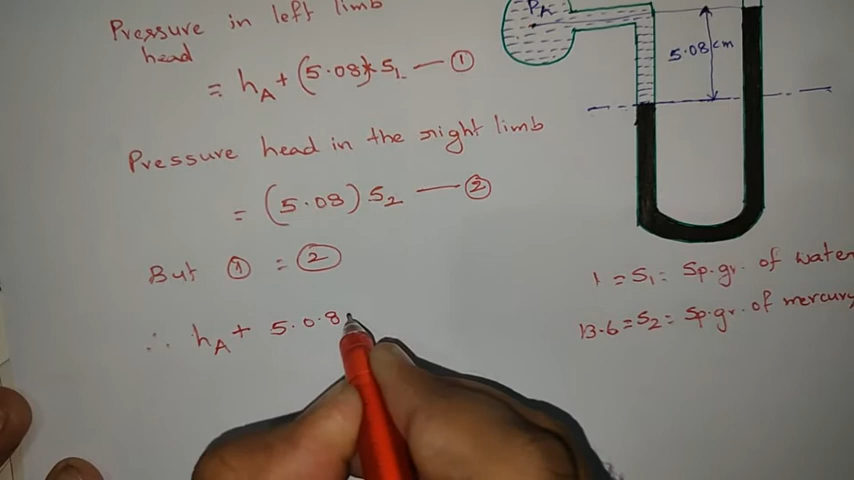 Pressure in left limb
head
= hA + (5.08)* S1 — ①
Pressure head in the right limb
= (5.08) S2 — ②
But ① = ②
∴ hA + 5.0.8
PA
5.08 cm
1 = S1 = Sp.gr. of water
13.6 = S2 = Sp.gr. of mercury